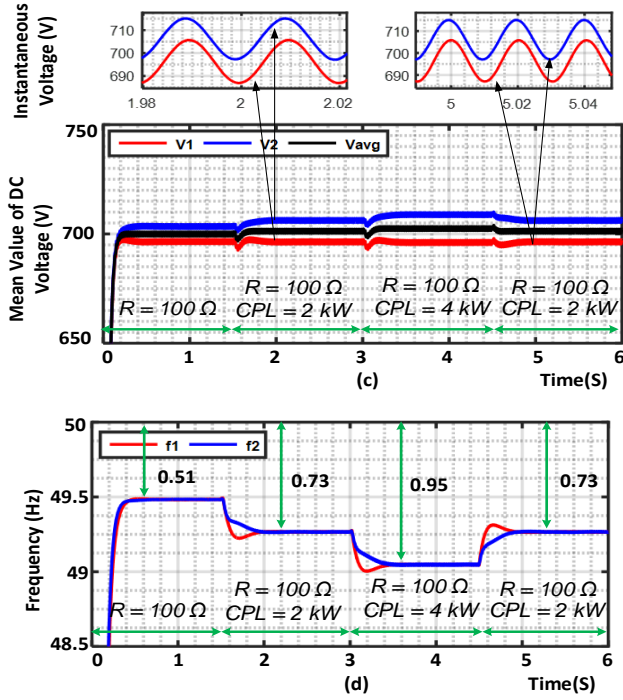 Instantaneous
Voltage (V)
710
700
690
1.98 2 2.02
710
700
690
5 5.02 5.04
Mean Value of DC
Voltage (V)
750
700
650
V1 V2 Vavg
R = 100 Ω
R = 100 Ω
CPL = 2 kW
R = 100 Ω
CPL = 4 kW
R = 100 Ω
CPL = 2 kW
0 1 2 3 4 5 6
(c) Time(S)
Frequency (Hz)
50
49.5
49
48.5
f1 f2
0.51 0.73 0.95 0.73
R = 100 Ω
R = 100 Ω
CPL = 2 kW
R = 100 Ω
CPL = 4 kW
R = 100 Ω
CPL = 2 kW
0 1 2 3 4 5 6
(d) Time(S)